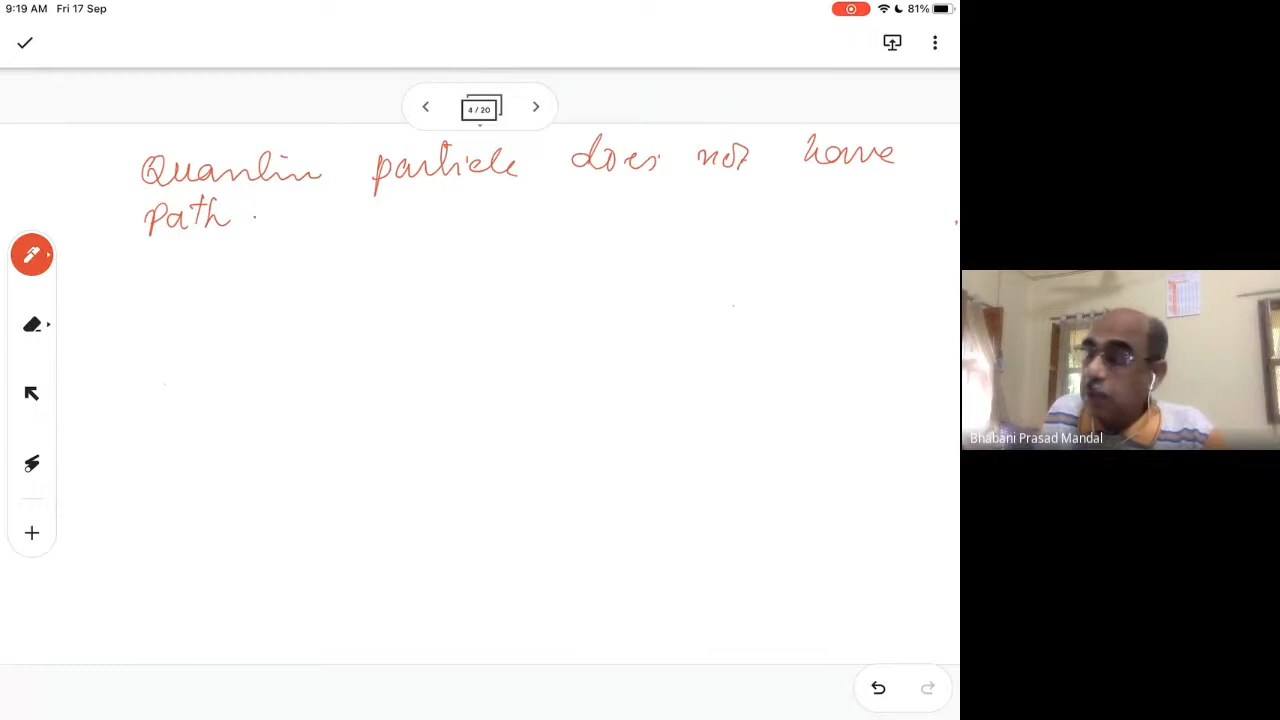 9:19 AM Fri 17 Sep
81%
4 / 20
Quantum particle does not have
path.
Bhabani Prasad Mandal